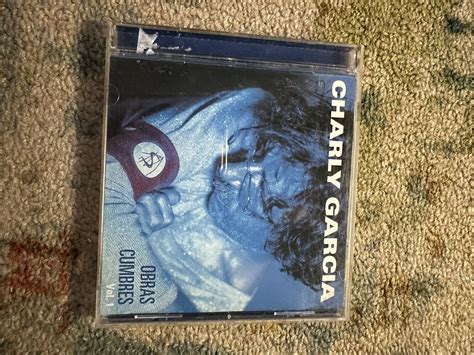 CHARLY GARCIA
OBRAS
CUMBRES
Vol.1